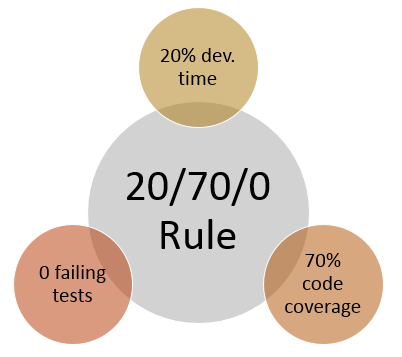 20% dev.
time
20/70/0
Rule
0 failing
tests
70%
code
coverage